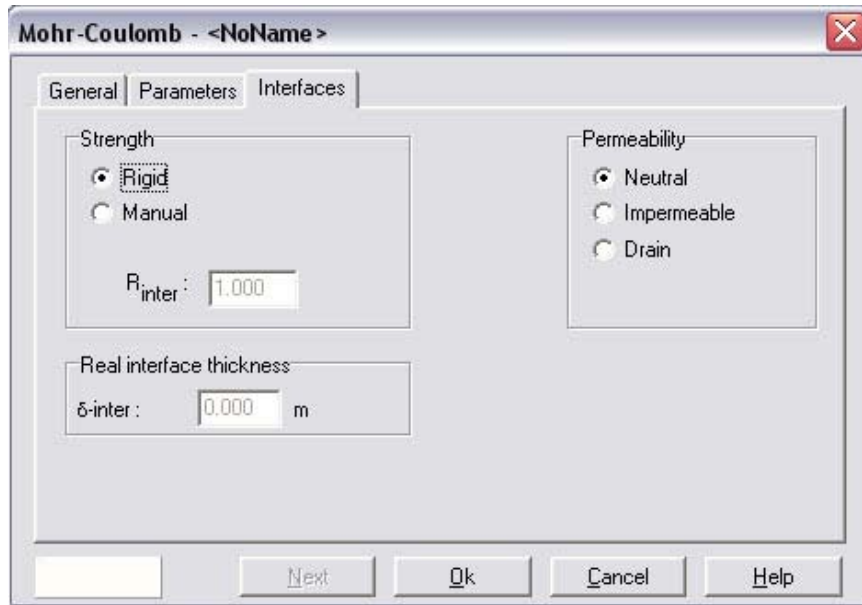 Mohr-Coulomb - <NoName>
General Parameters Interfaces
Strength
Rigid
Manual
Rinter :
1.000
Permeability
Neutral
Impermeable
Drain
Real interface thickness
δ-inter : 0.000 m
Next Ok Cancel Help